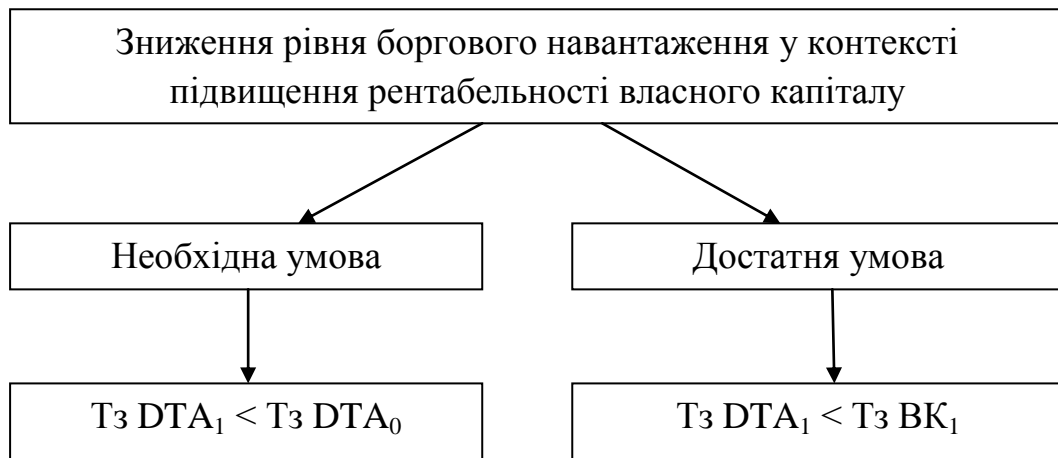 Зниження рівня боргового навантаження у контексті
підвищення рентабельності власного капіталу
Необхідна умова
Достатня умова
Тз DTA₁ < Тз DTA₀
Тз DTA₁ < Тз ВК₁